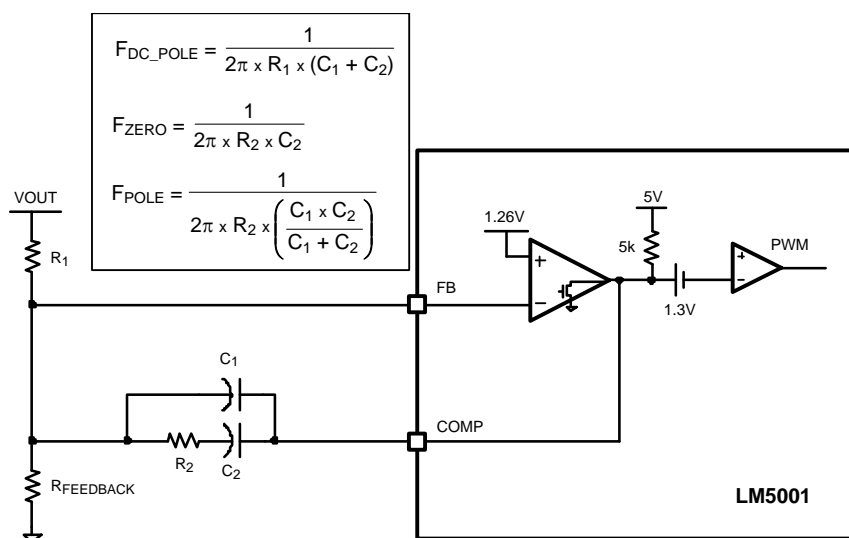 F_DC_POLE = 1 / (2π x R₁ x (C₁ + C₂))
F_ZERO = 1 / (2π x R₂ x C₂)
F_POLE = 1 / (2π x R₂ x ((C₁ x C₂) / (C₁ + C₂)))
VOUT
R₁
5V
1.26V
5k
PWM
+
−
+
−
FB
1.3V
C₁
COMP
R₂
C₂
R_FEEDBACK
LM5001